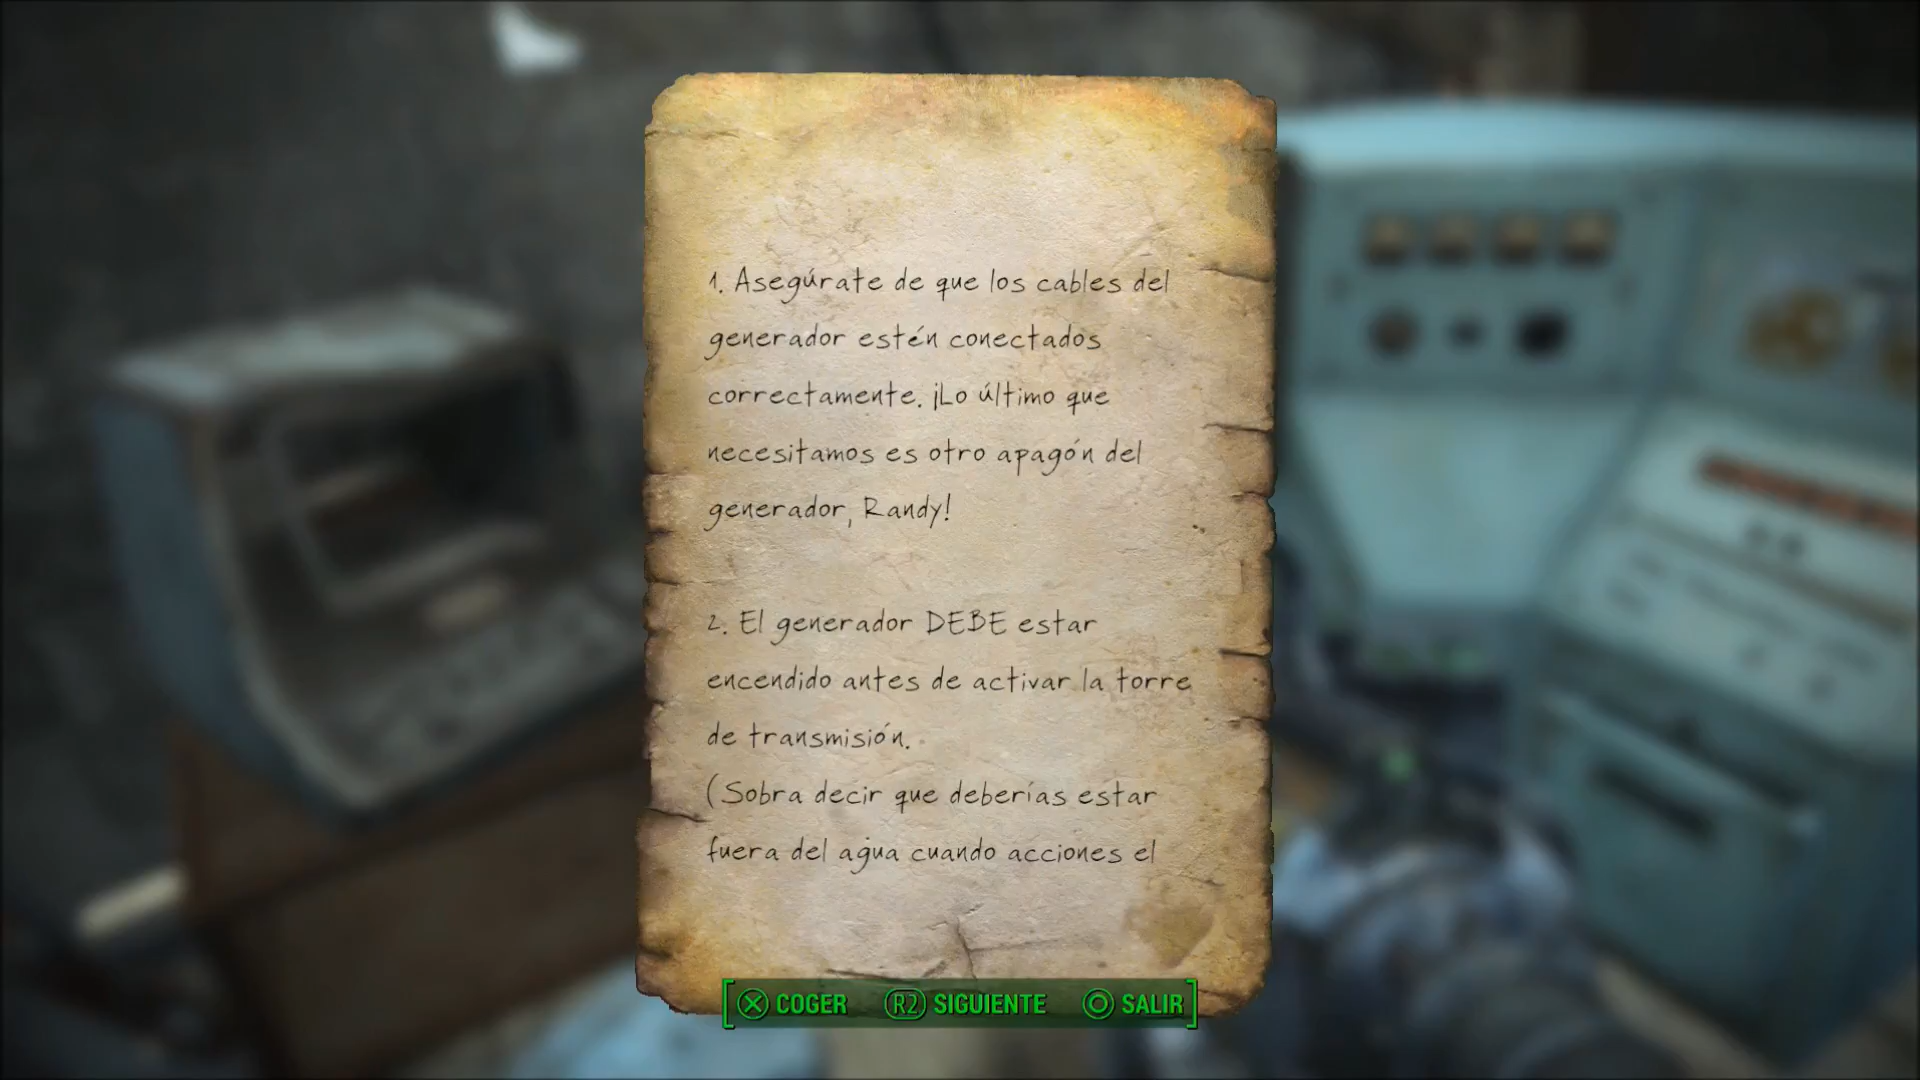 1. Asegúrate de que los cables del
generador estén conectados
correctamente. ¡Lo último que
necesitamos es otro apagón del
generador, Randy!
2. El generador DEBE estar
encendido antes de activar la torre
de transmisión.
(Sobra decir que deberías estar
fuera del agua cuando acciones el
COGER R2 SIGUIENTE SALIR